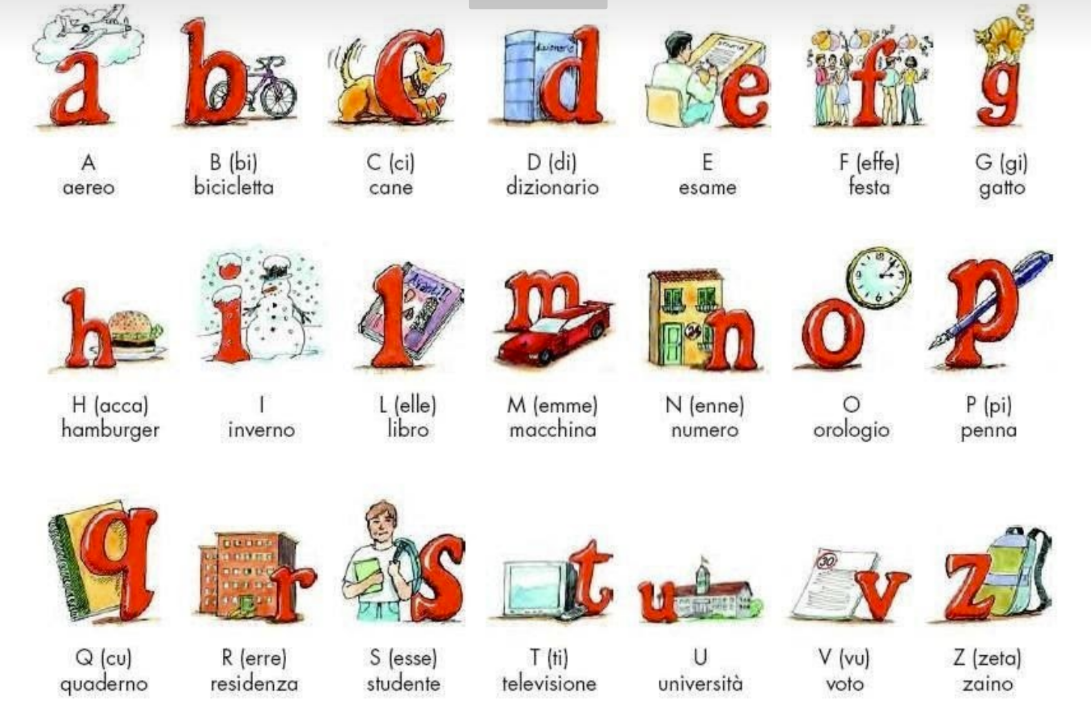 a b c d e f g
A B (bi) C (ci) D (di) E F (effe) G (gi)
aereo bicicletta cane dizionario esame festa gatto
h i l m n o p
H (acca) I L (elle) M (emme) N (enne) O P (pi)
hamburger inverno libro macchina numero orologio penna
q r s t u v z
Q (cu) R (erre) S (esse) T (ti) U V (vu) Z (zeta)
quaderno residenza studente televisione università voto zaino